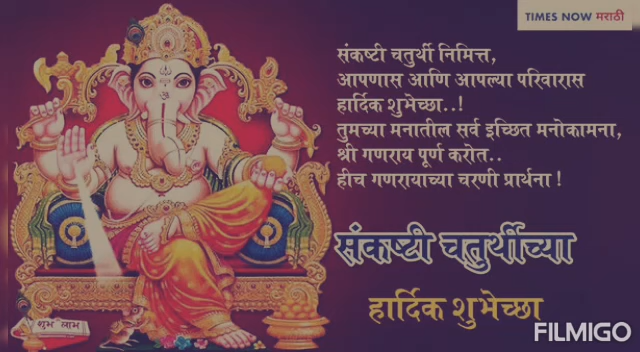 TIMES NOW मराठी
संकष्टी चतुर्थी निमित्त,
आपणास आणि आपल्या परिवारास
हार्दिक शुभेच्छा..!
तुमच्या मनातील सर्व इच्छित मनोकामना,
श्री गणराय पूर्ण करोत..
हीच गणरायाच्या चरणी प्रार्थना !
संकष्टी चतुर्थीच्या
हार्दिक शुभेच्छा
शुभ लाभ
FILMIGO